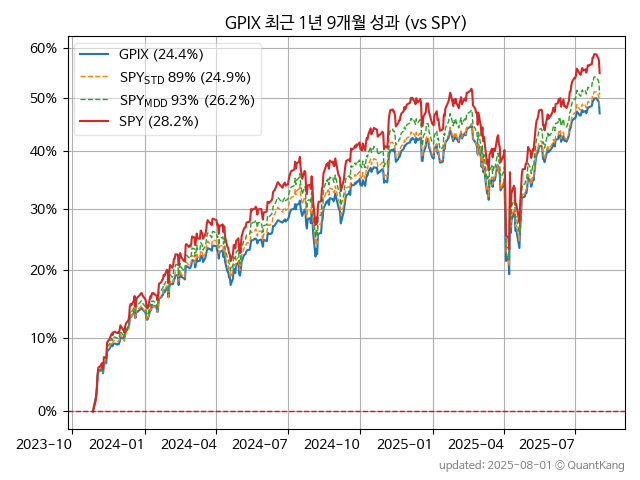 GPIX 최근 1년 9개월 성과 (vs SPY)
GPIX (24.4%)
SPY_STD 89% (24.9%)
SPY_MDD 93% (26.2%)
SPY (28.2%)
60%
50%
40%
30%
20%
10%
0%
2023-10 2024-01 2024-04 2024-07 2024-10 2025-01 2025-04 2025-07
updated: 2025-08-01 © QuantKang